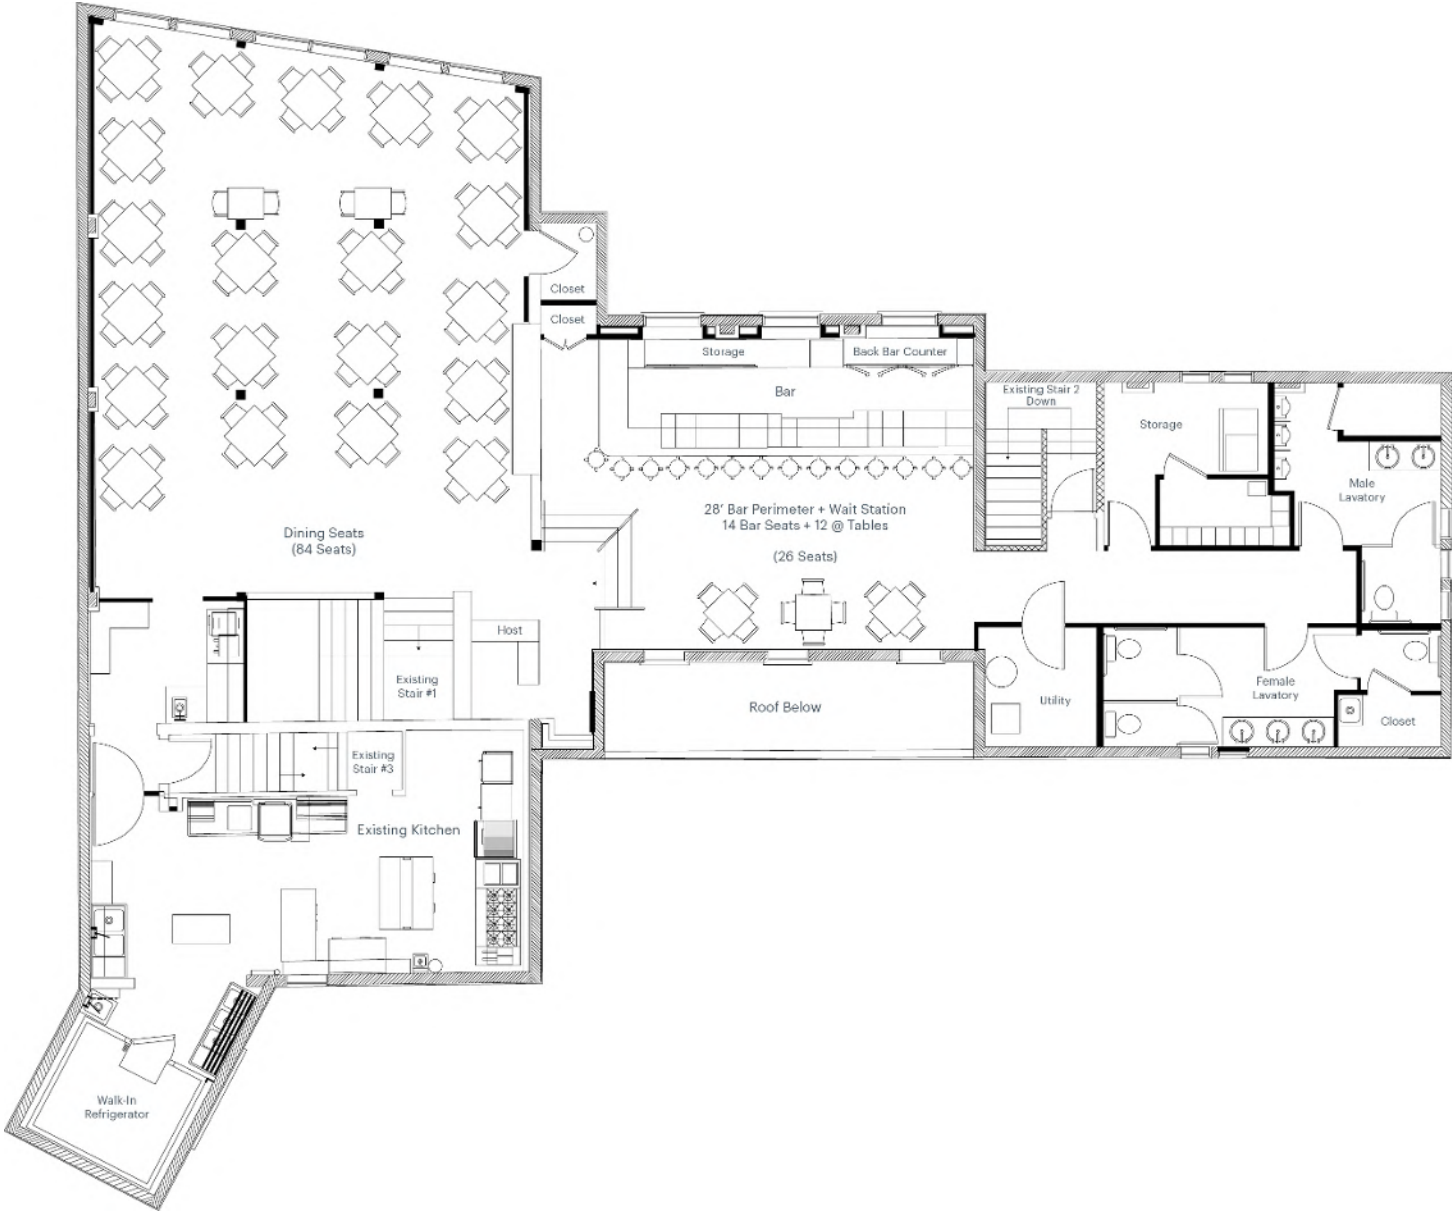 Closet
Closet
Storage
Back Bar Counter
Bar
Existing Stair 2
Down
Storage
Male
Lavatory
28' Bar Perimeter + Wait Station
14 Bar Seats + 12 @ Tables
(26 Seats)
Dining Seats
(84 Seats)
Host
Existing
Stair #1
Roof Below
Utility
Female
Lavatory
Closet
Existing
Stair #3
Existing Kitchen
Walk-In
Refrigerator